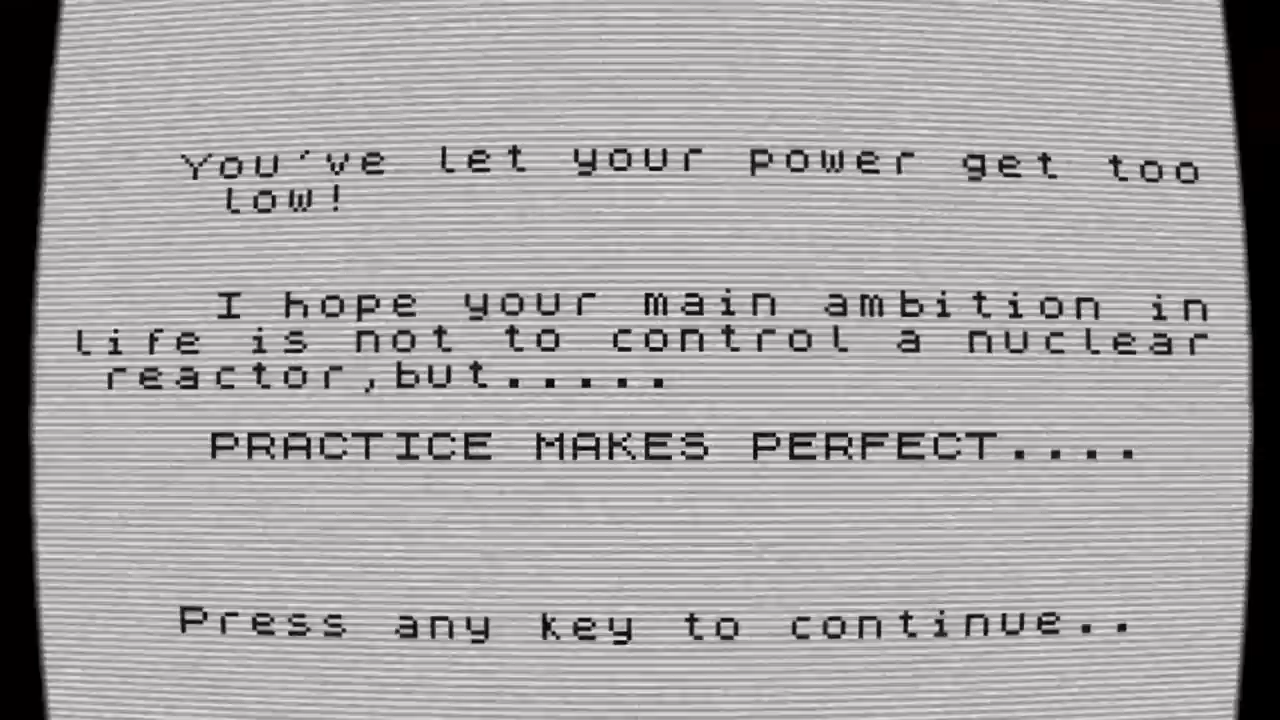 You've let your power get too
low!
I hope your main ambition in
life is not to control a nuclear
reactor,but.....
PRACTICE MAKES PERFECT....
Press any key to continue..